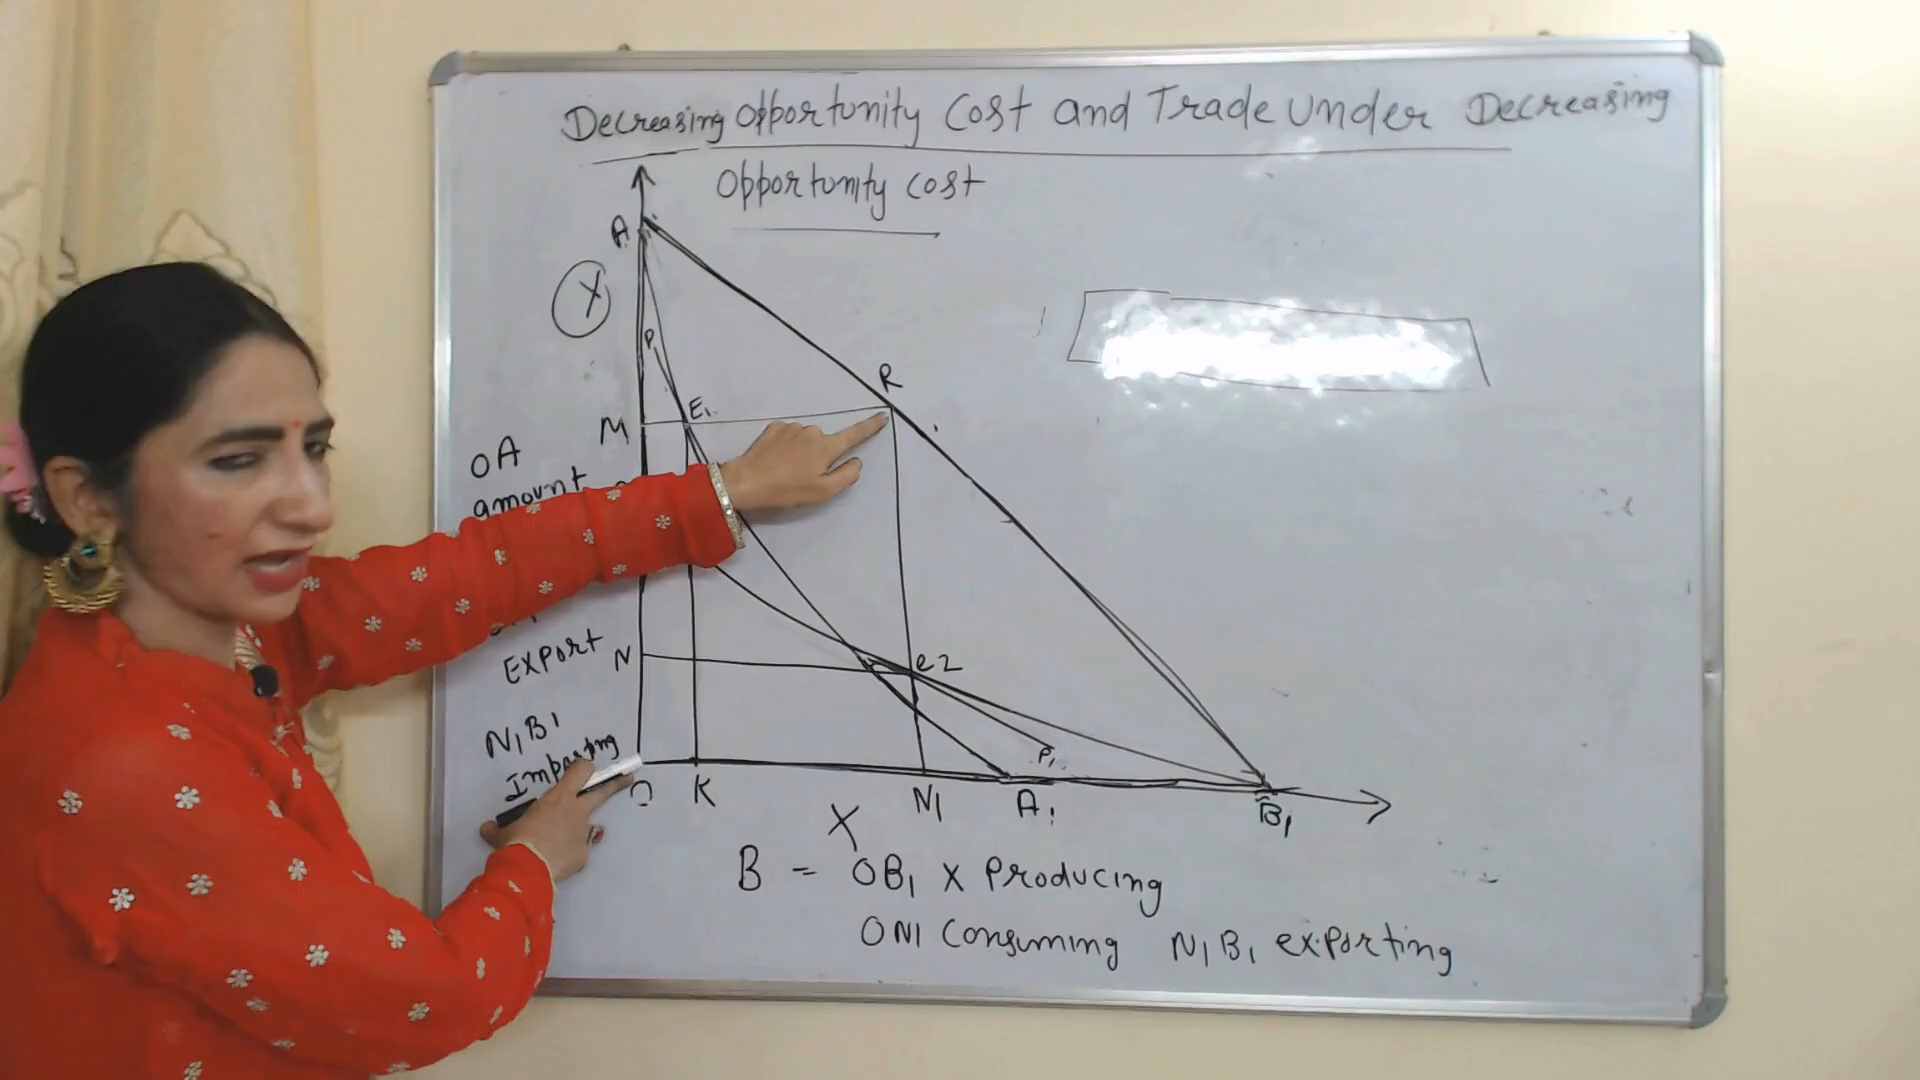 Decreasing opportunity cost and Trade under Decreasing
opportunity cost
A
Y
P
R
M
E1
OA
amount
Export
N
e2
N1B1
Importing
P1
O K N1 A1 B1
X
B = OB1 X Producing
ON1 Consuming N1B1 exporting